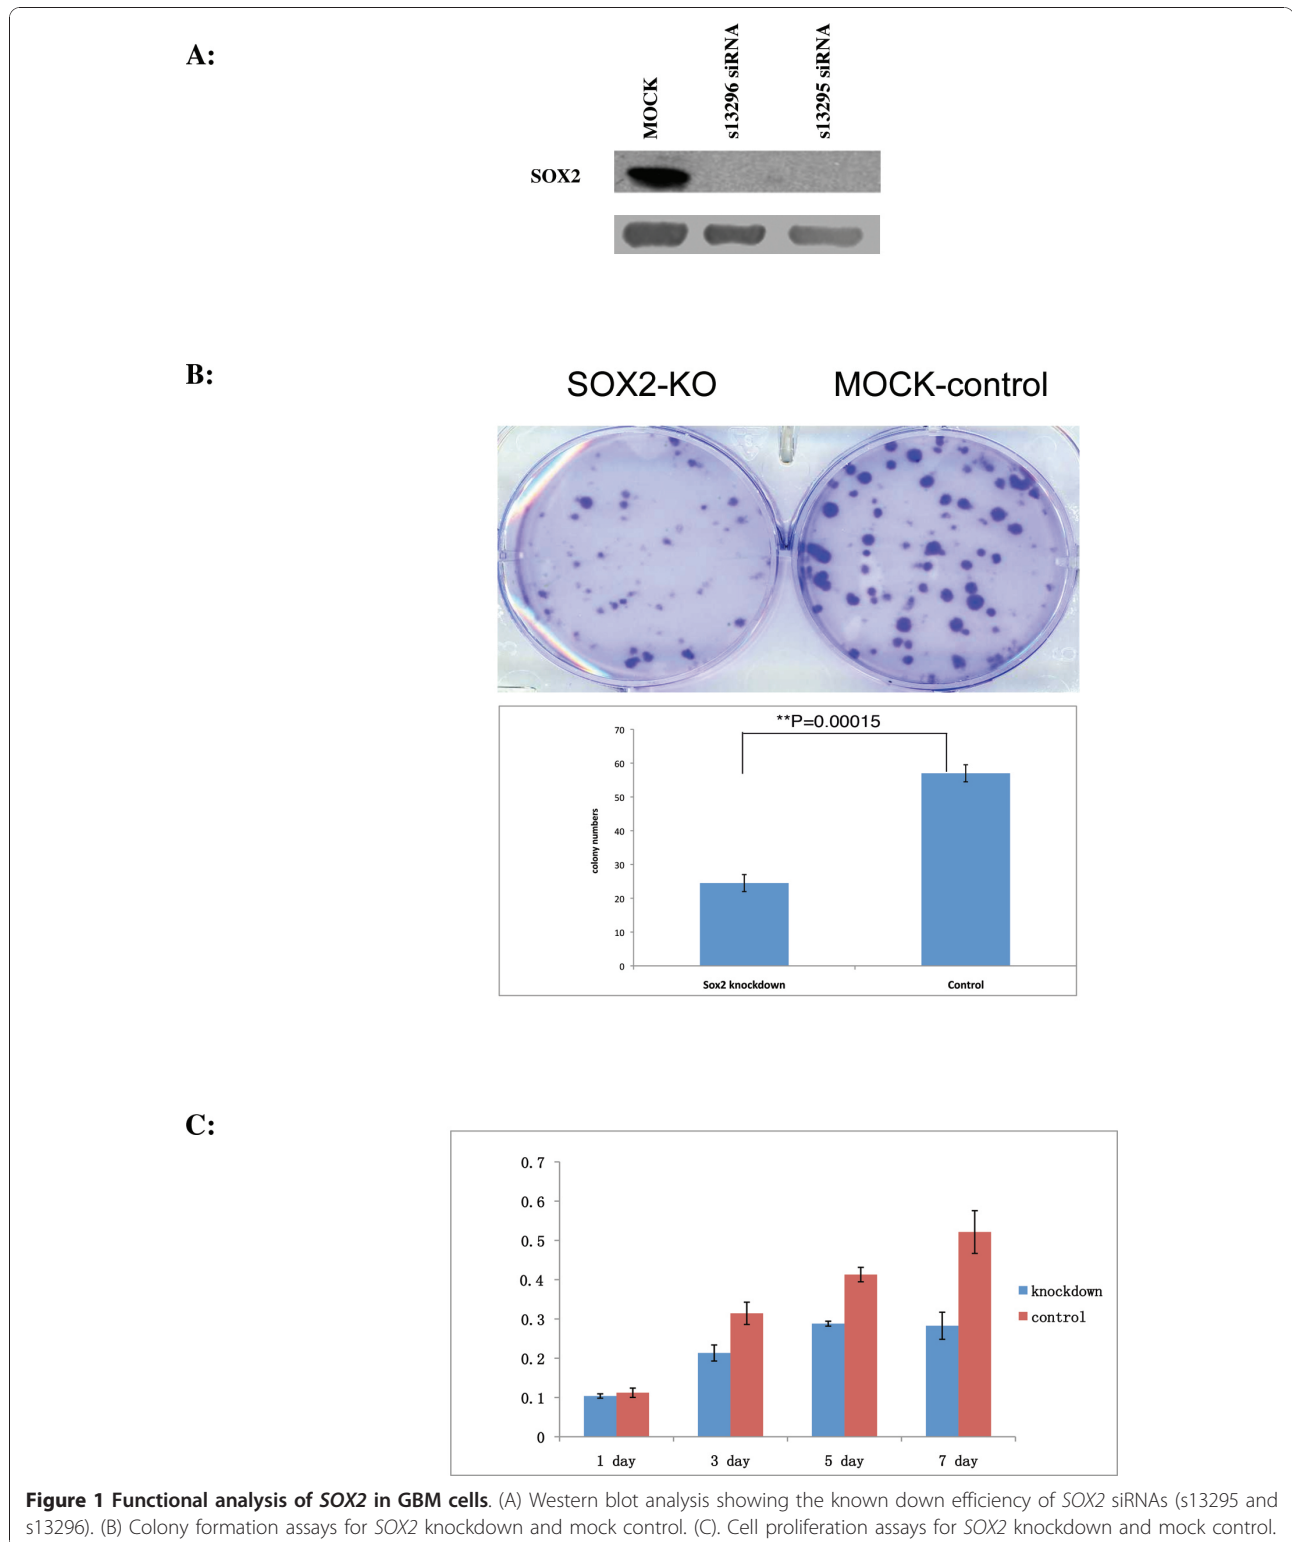 A:
MOCK
s13296 siRNA
s13295 siRNA
SOX2
B:
SOX2-KO MOCK-control
**P=0.00015
70
60
50
40
30
20
10
0
colony numbers
Sox2 knockdown Control
C:
0.7
0.6
0.5
0.4
0.3
0.2
0.1
0
knockdown
control
1 day 3 day 5 day 7 day
Figure 1 Functional analysis of SOX2 in GBM cells. (A) Western blot analysis showing the known down efficiency of SOX2 siRNAs (s13295 and
s13296). (B) Colony formation assays for SOX2 knockdown and mock control. (C). Cell proliferation assays for SOX2 knockdown and mock control.